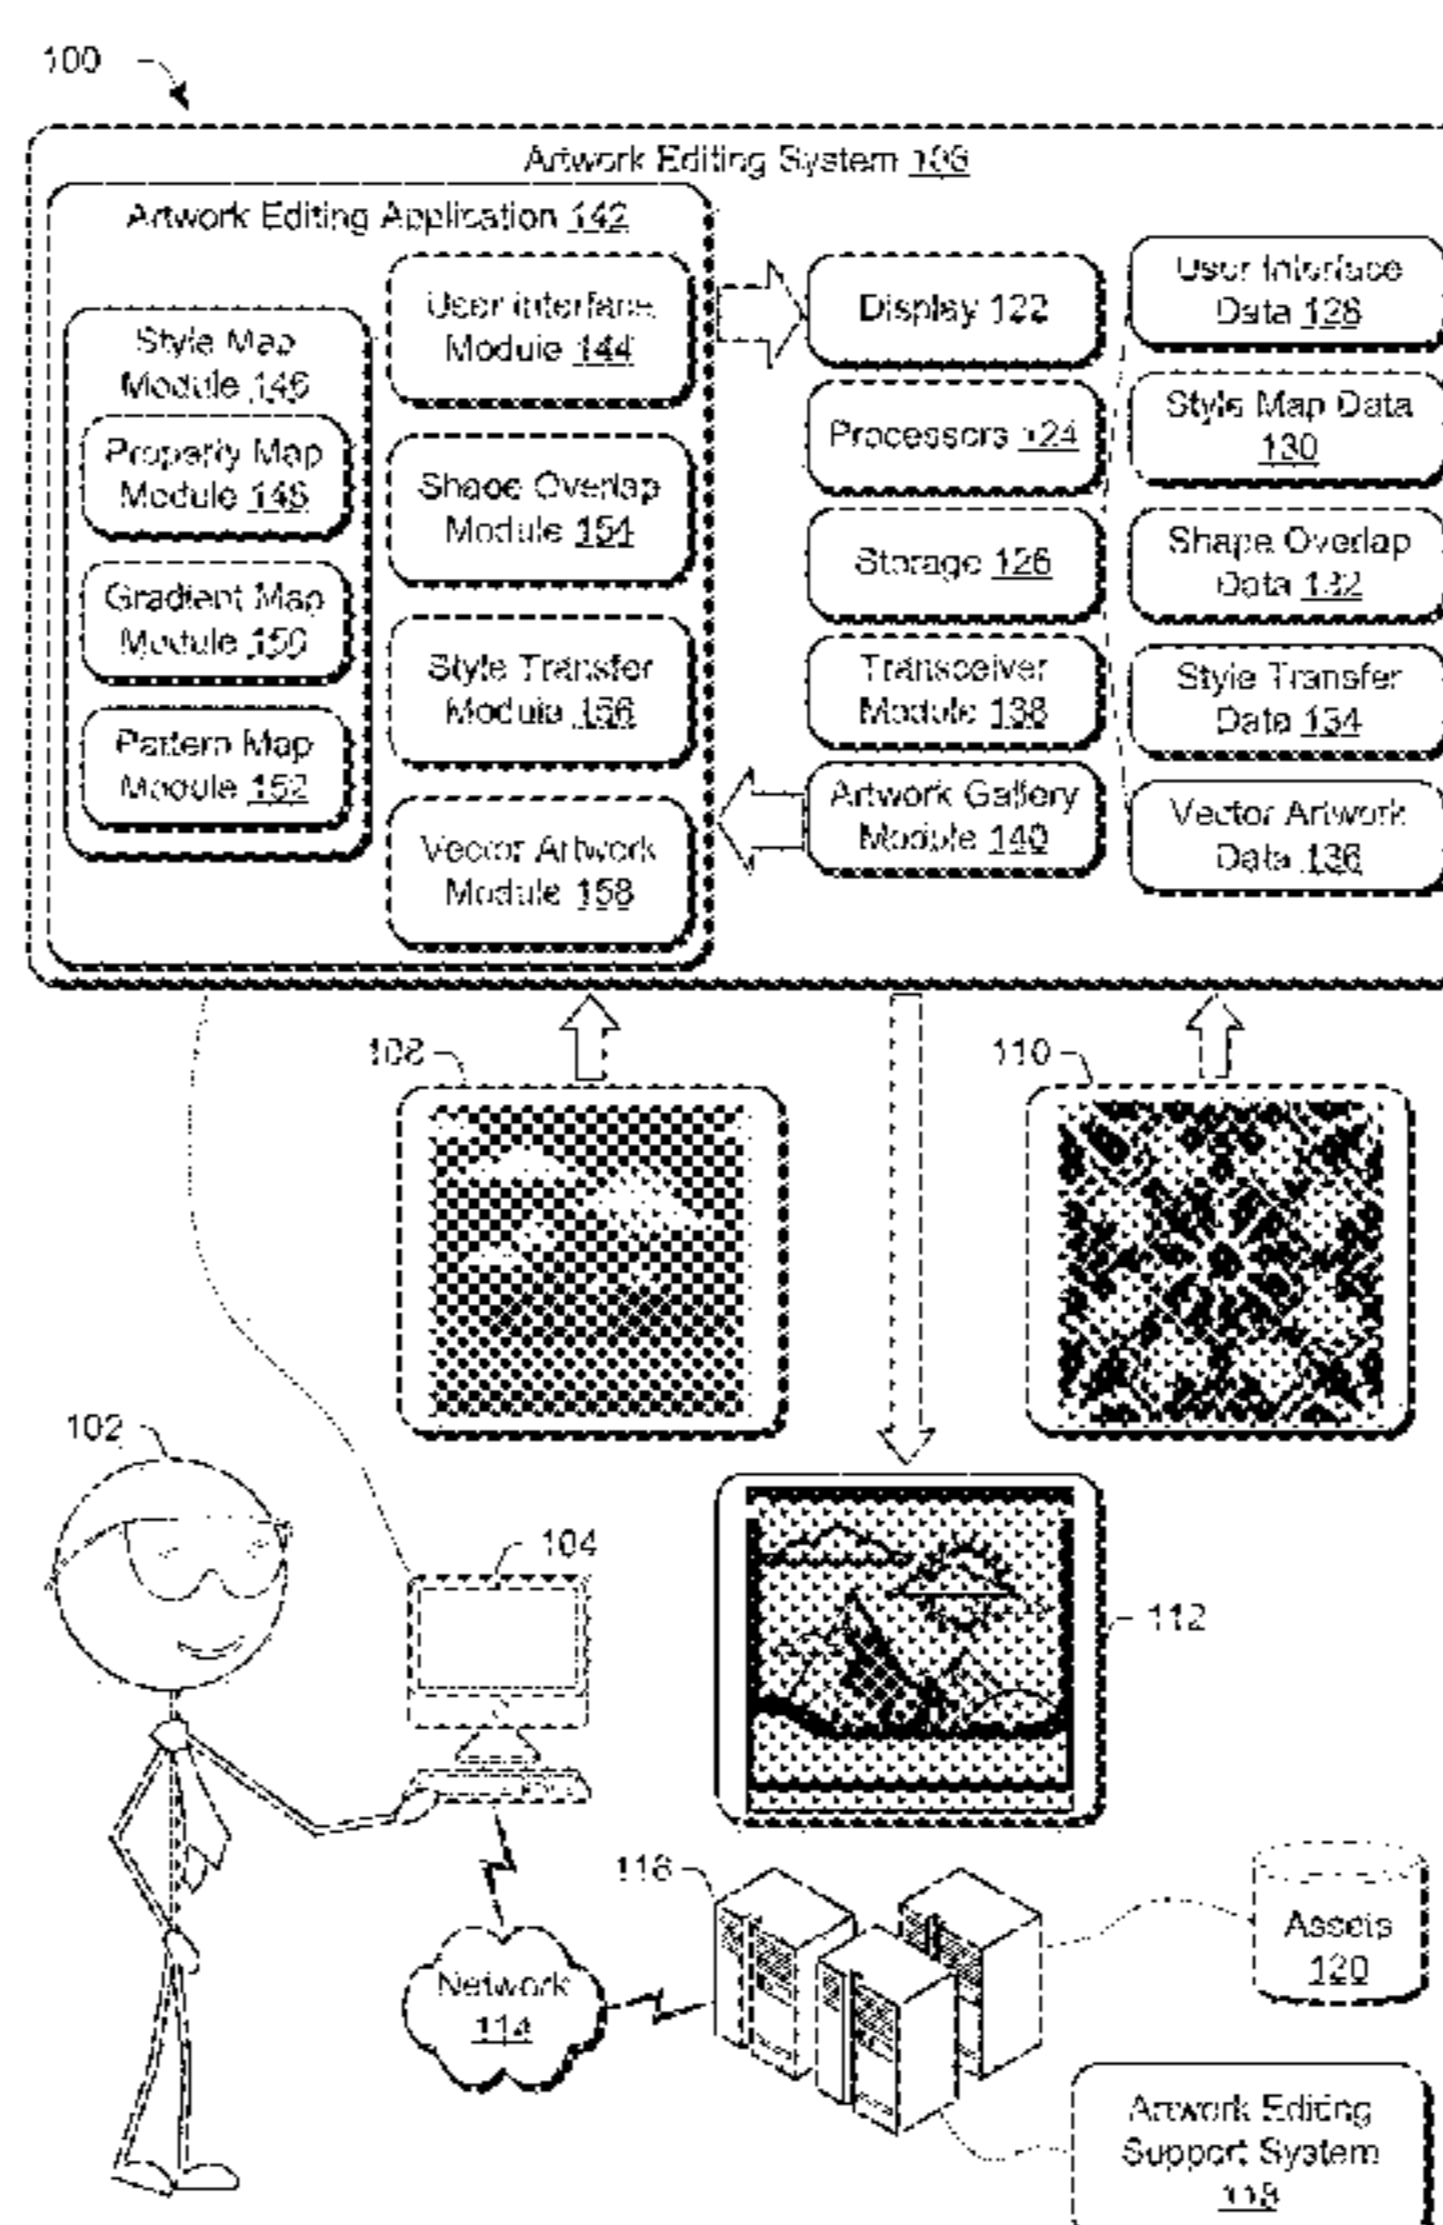 100
Artwork Editing System 106
Artwork Editing Application 142
Style Map
Module 146
Property Map
Module 148
Gradient Map
Module 150
Pattern Map
Module 152
User Interface
Module 144
Shape Overlap
Module 154
Style Transfer
Module 156
Vector Artwork
Module 158
Display 122
Processors 124
Storage 126
Transceiver
Module 138
Artwork Gallery
Module 140
User Interface
Data 128
Style Map Data
130
Shape Overlap
Data 132
Style Transfer
Data 134
Vector Artwork
Data 136
108
110
102
104
112
116
Network
114
Assets
120
Artwork Editing
Support System
118